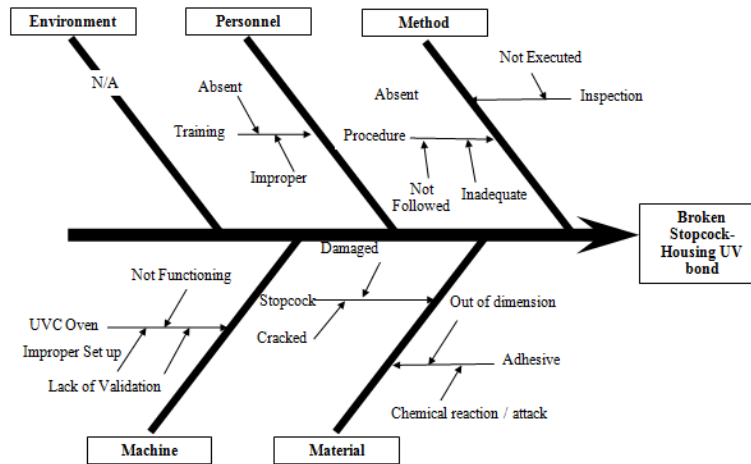 Environment
Personnel
Method
N/A
Absent
Training
Improper
Not Executed
Absent
Inspection
Procedure
Not
Followed
Inadequate
Broken
Stopcock-
Housing UV
bond
Damaged
Not Functioning
Stopcock
Out of dimension
UVC Oven
Cracked
Improper Set up
Adhesive
Lack of Validation
Chemical reaction / attack
Machine
Material